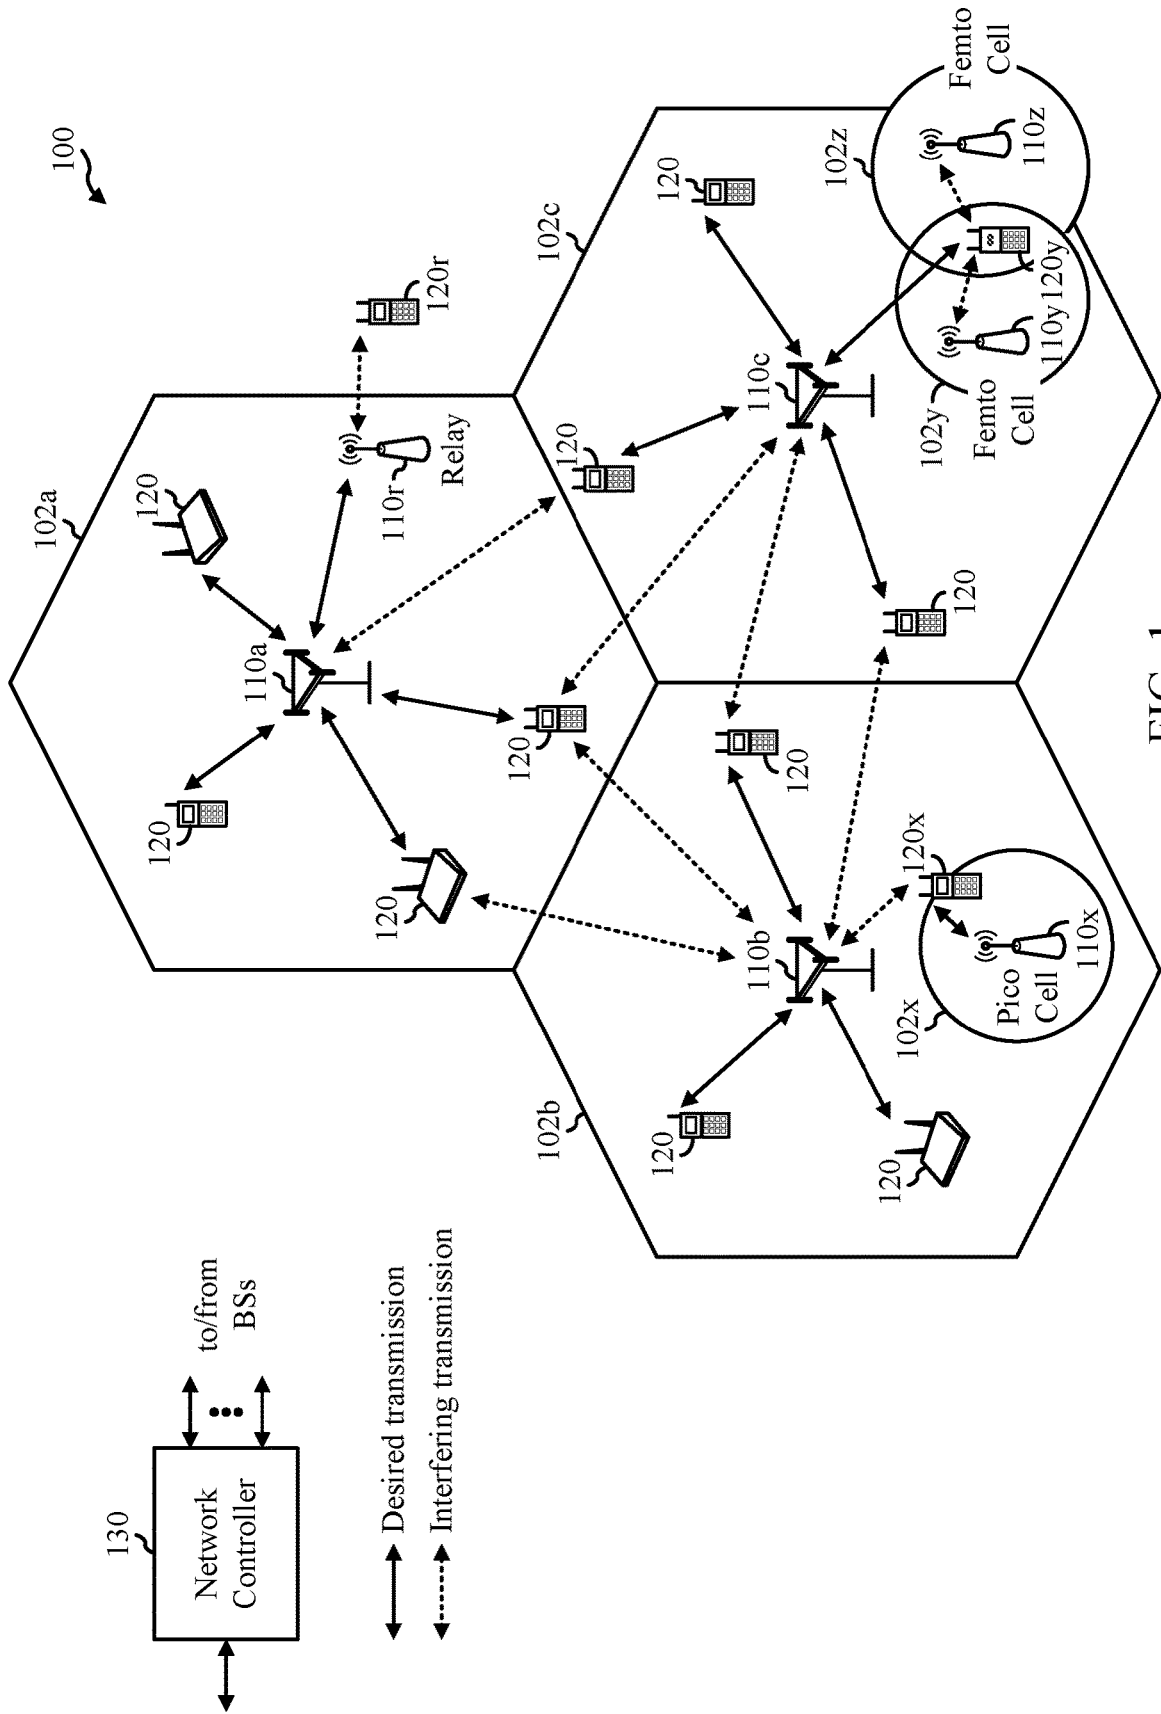 100
130
Network
Controller
to/from
BSs
Desired transmission
Interfering transmission
102a
120
120
110a
120
110r
Relay
120r
120
120
102c
120
120
110c
102b
120
110b
120
120
120
102x
Pico
Cell
110x
120x
102z
Femto
Cell
110z
102y
Femto
Cell
110y
120y
FIG. 1